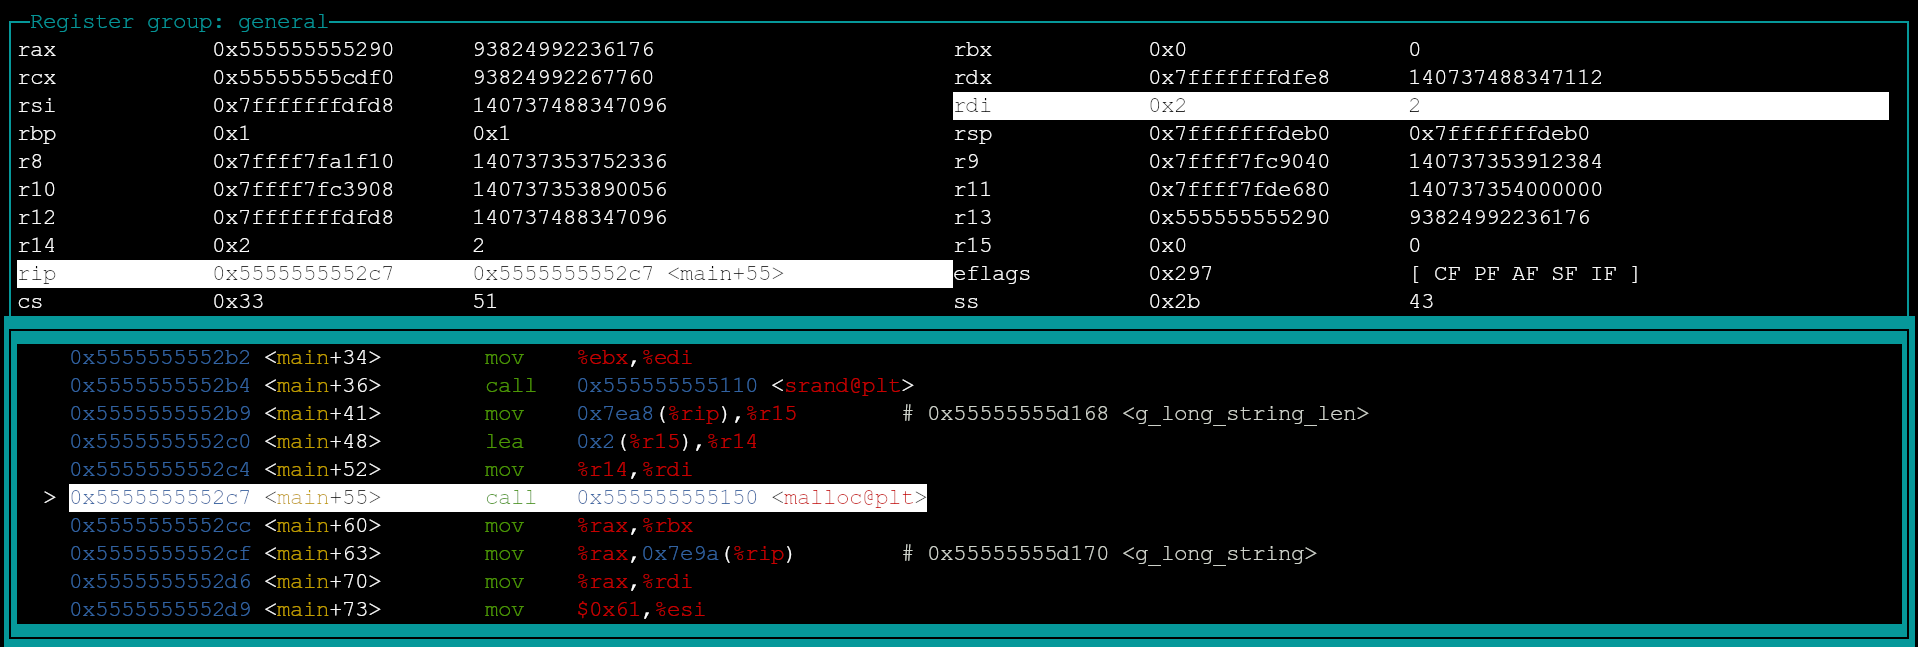 Register group: general
rax 0x555555555290 93824992236176 rbx 0x0 0
rcx 0x55555555cdf0 93824992267760 rdx 0x7fffffffdfe8 140737488347112
rsi 0x7fffffffdfd8 140737488347096 rdi 0x2 2
rbp 0x1 0x1 rsp 0x7fffffffdeb0 0x7fffffffdeb0
r8 0x7ffff7fa1f10 140737353752336 r9 0x7ffff7fc9040 140737353912384
r10 0x7ffff7fc3908 140737353890056 r11 0x7ffff7fde680 140737354000000
r12 0x7fffffffdfd8 140737488347096 r13 0x555555555290 93824992236176
r14 0x2 2 r15 0x0 0
rip 0x5555555552c7 0x5555555552c7 <main+55> eflags 0x297 [ CF PF AF SF IF ]
cs 0x33 51 ss 0x2b 43
0x5555555552b2 <main+34> mov %ebx,%edi
0x5555555552b4 <main+36> call 0x555555555110 <srand@plt>
0x5555555552b9 <main+41> mov 0x7ea8(%rip),%r15 # 0x55555555d168 <g_long_string_len>
0x5555555552c0 <main+48> lea 0x2(%r15),%r14
0x5555555552c4 <main+52> mov %r14,%rdi
> 0x5555555552c7 <main+55> call 0x555555555150 <malloc@plt>
0x5555555552cc <main+60> mov %rax,%rbx
0x5555555552cf <main+63> mov %rax,0x7e9a(%rip) # 0x55555555d170 <g_long_string>
0x5555555552d6 <main+70> mov %rax,%rdi
0x5555555552d9 <main+73> mov $0x61,%esi